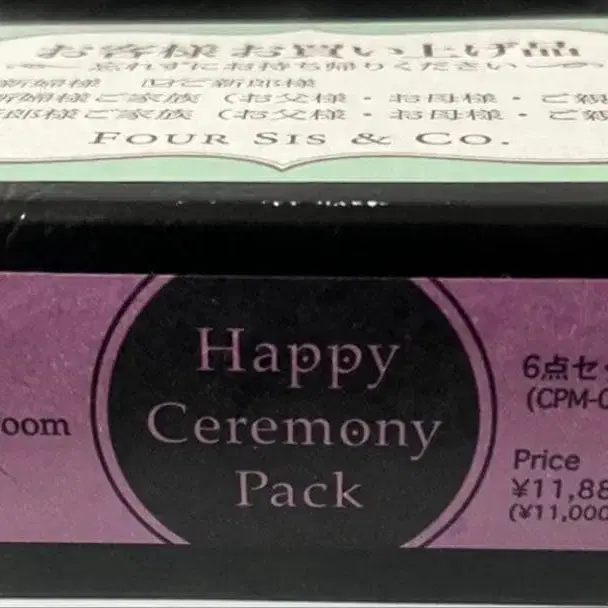 お客様お買い上げ品
忘れずにお持ち帰りください
新婦様 □ご新郎様
新婦様ご家族（お父様・お母様・ご親
郎様ご家族（お父様・お母様・ご親
FOUR SIS & CO.
oom
Happy
Ceremony
Pack
6点セ
(CPM-0
Price
¥11,88
(¥11,000